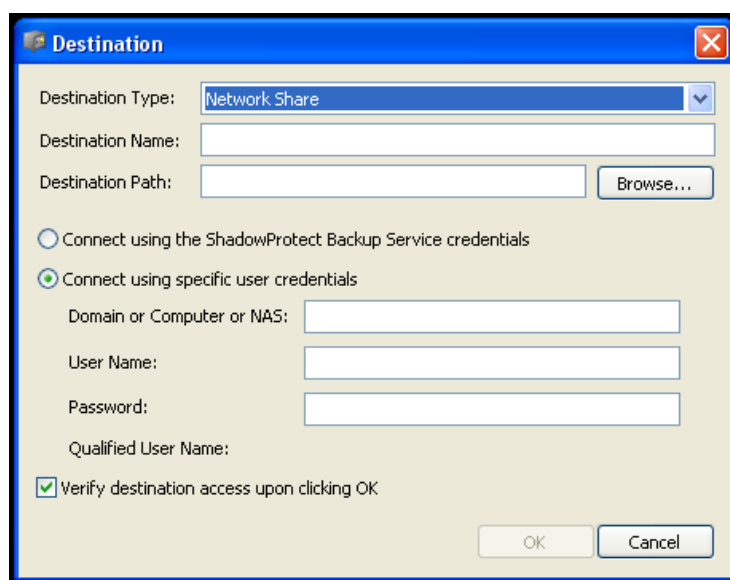 Destination
Destination Type: Network Share
Destination Name:
Destination Path: Browse...
Connect using the ShadowProtect Backup Service credentials
Connect using specific user credentials
Domain or Computer or NAS:
User Name:
Password:
Qualified User Name:
Verify destination access upon clicking OK
OK Cancel